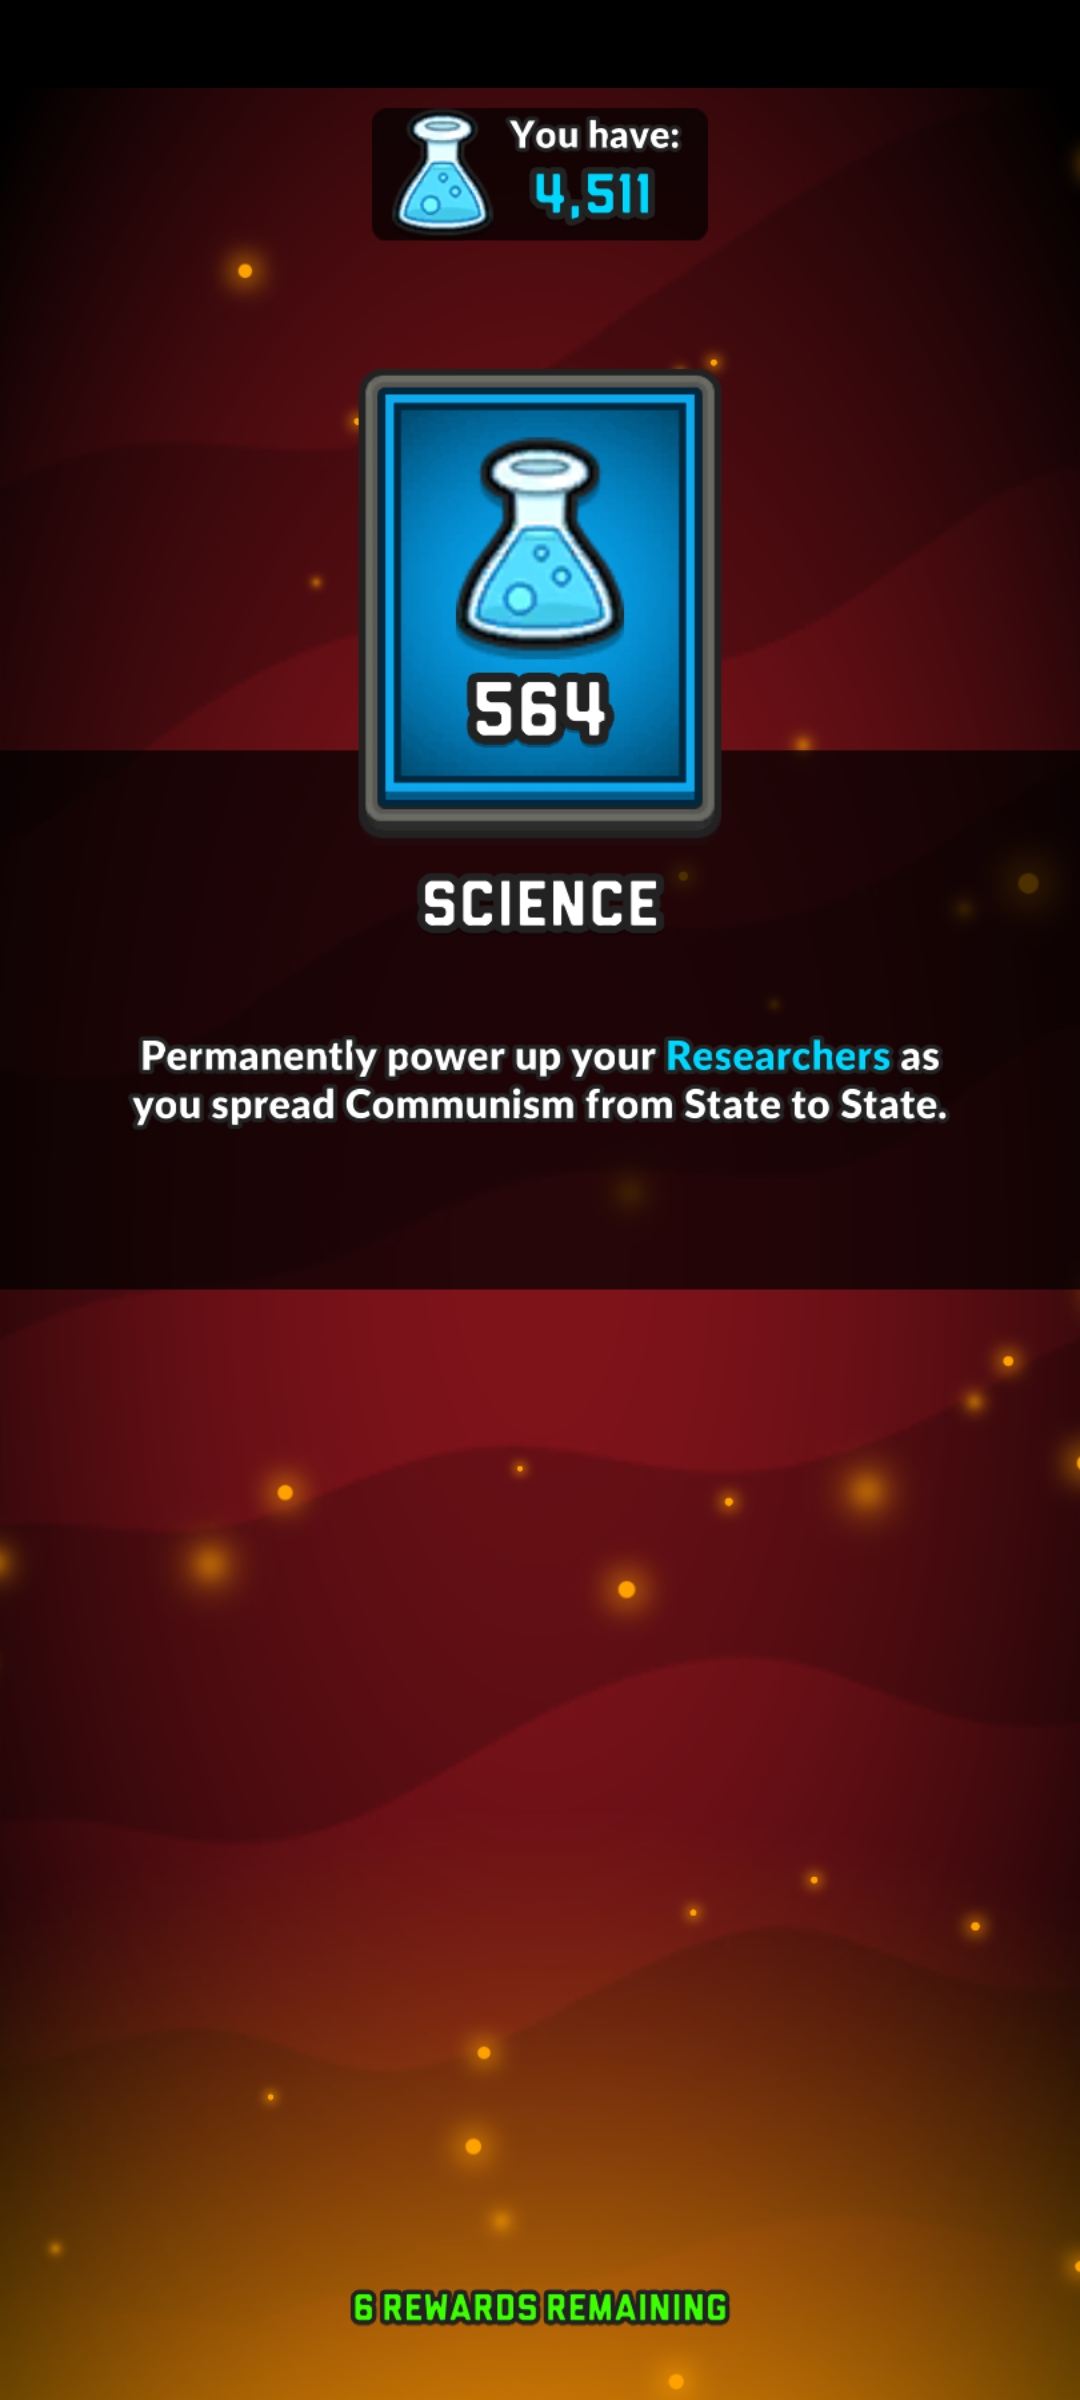 You have:
4,511
564
SCIENCE
Permanently power up your Researchers as
you spread Communism from State to State.
6 REWARDS REMAINING